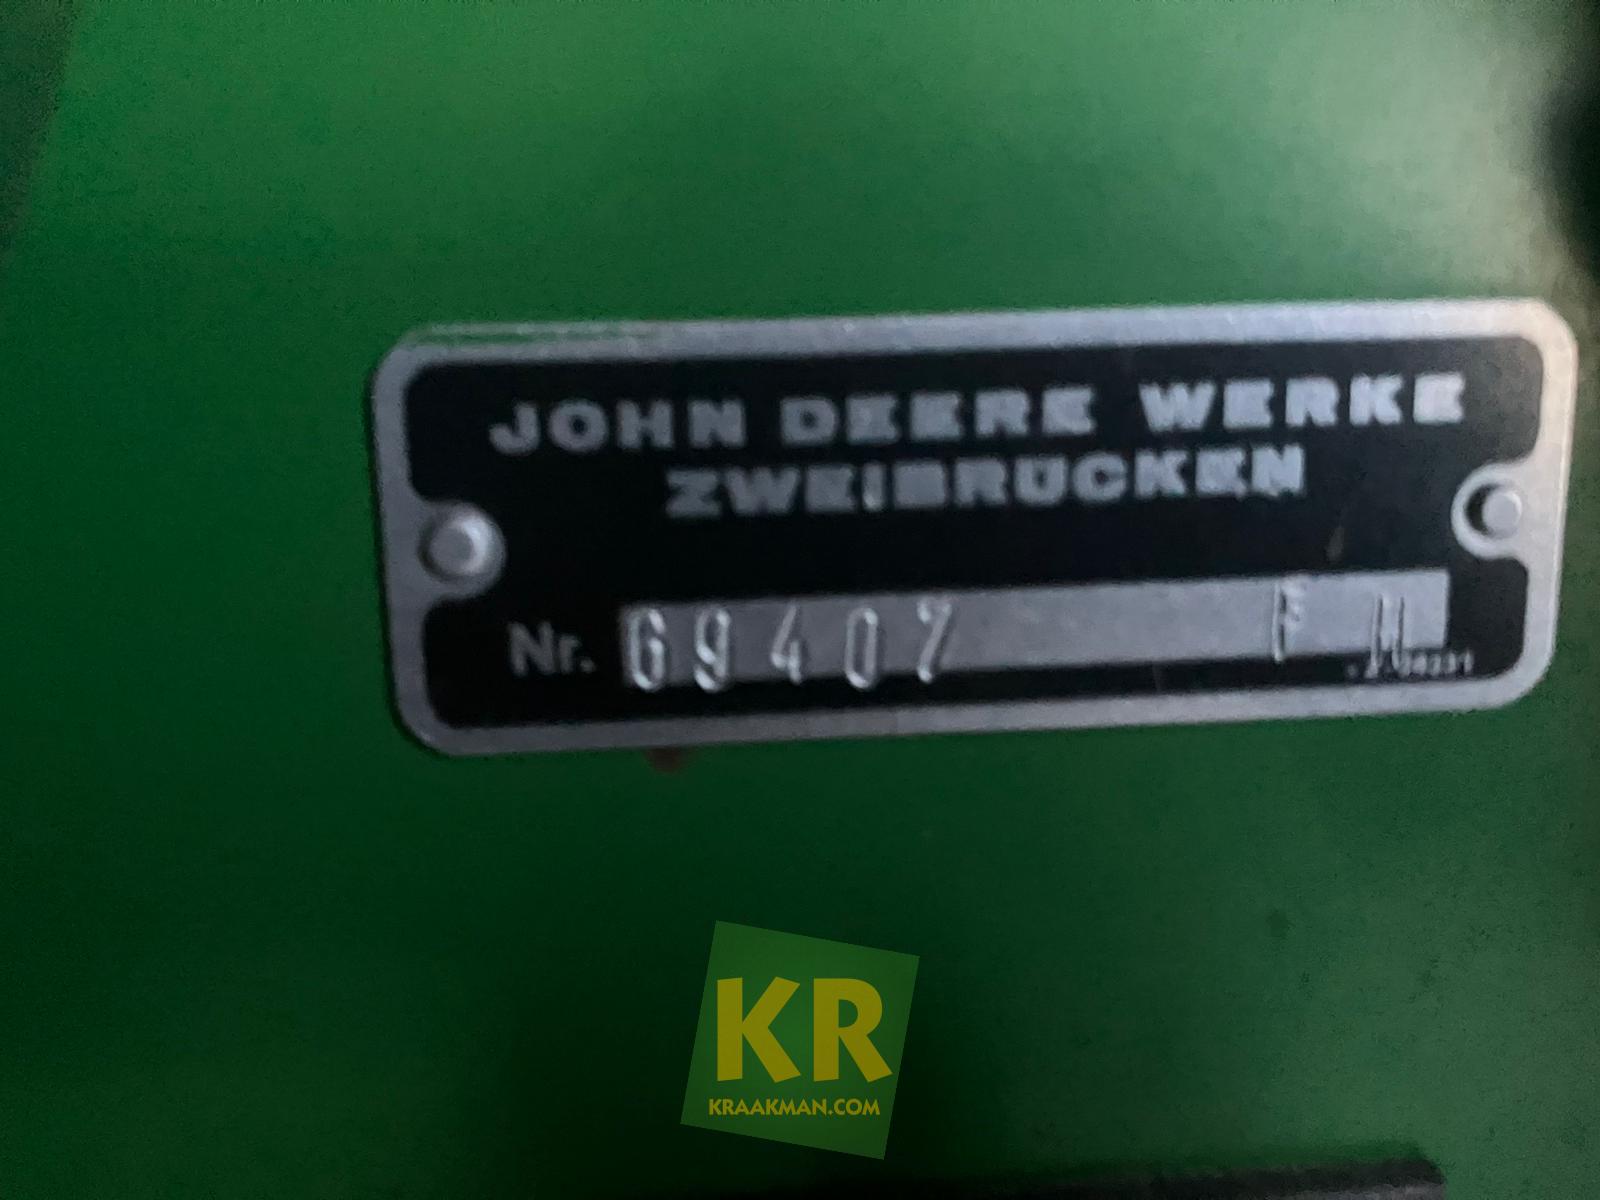 JOHN DEERE WERKE
ZWEIBRÜCKEN
Nr. 69407 F M
KR
KRAAKMAN.COM